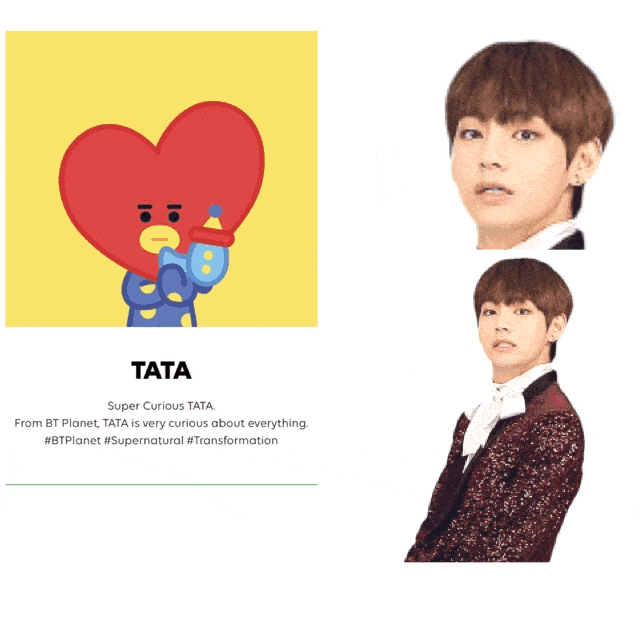 TATA
Super Curious TATA.
From BT Planet, TATA is very curious about everything.
#BTPlanet #Supernatural #Transformation